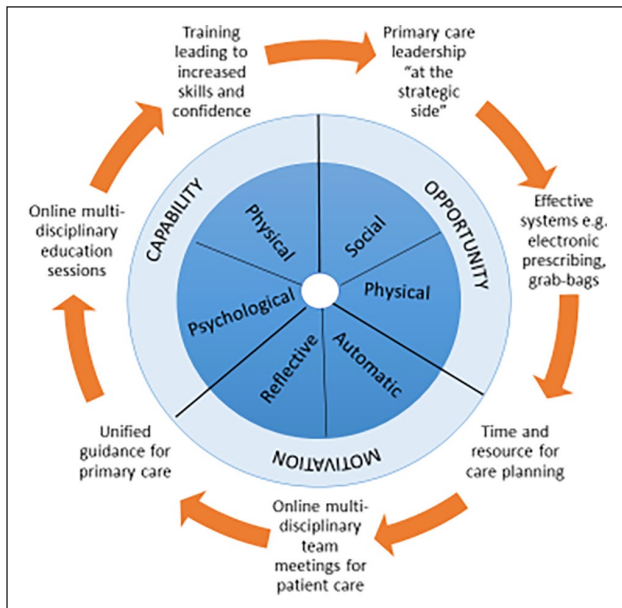 Training
leading to
increased
skills and
confidence
Primary care
leadership
"at the
strategic
side"
Effective
systems e.g.
electronic
prescribing,
grab-bags
Time and
resource for
care planning
Online multi-
disciplinary
team
meetings for
patient care
Unified
guidance for
primary care
Online multi-
disciplinary
education
sessions
CAPABILITY
OPPORTUNITY
MOTIVATION
Physical
Social
Physical
Automatic
Reflective
Psychological